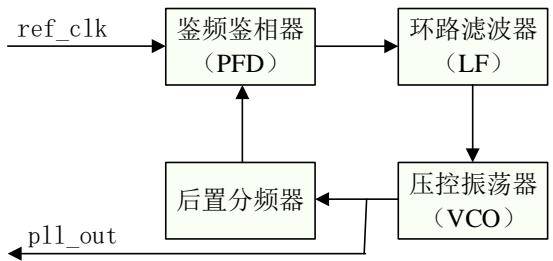 ref_clk
鉴频鉴相器
（PFD）
环路滤波器
（LF）
后置分频器
压控振荡器
（VCO）
pll_out